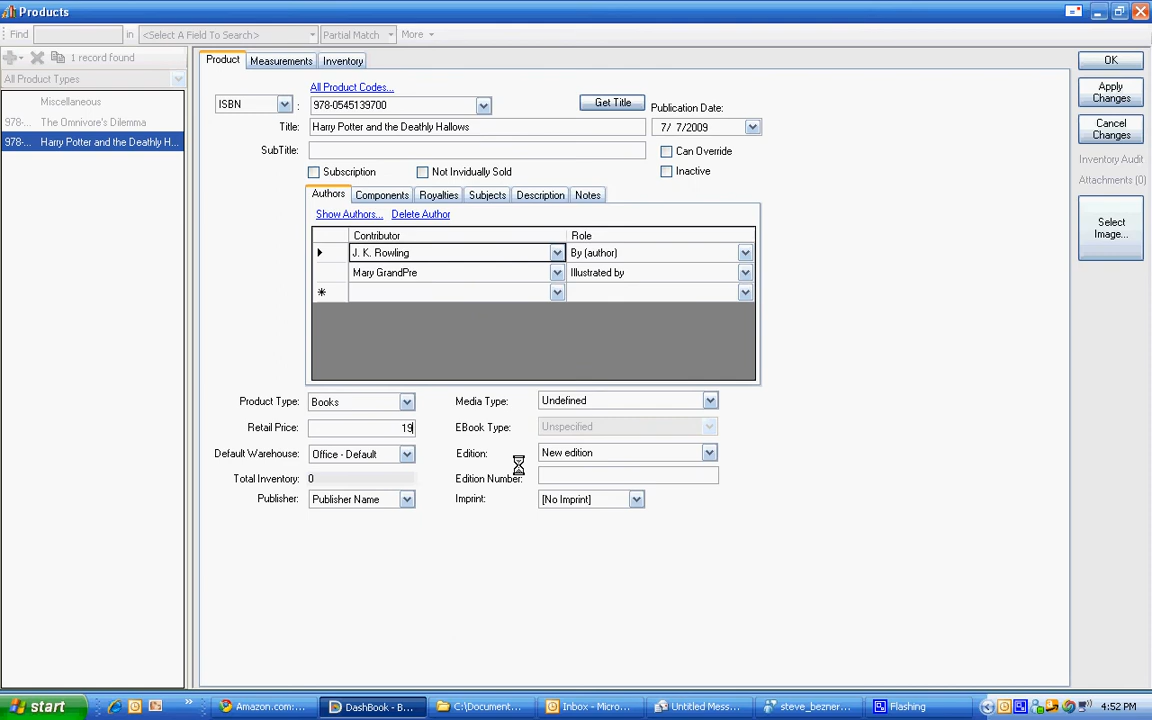 Products
Find in <Select A Field To Search> Partial Match More
1 record found
All Product Types
Miscellaneous
978-... The Omnivore's Dilemma
978-... Harry Potter and the Deathly H...
Product Measurements Inventory
All Product Codes...
ISBN : 978-0545139700 Get Title Publication Date:
Title: Harry Potter and the Deathly Hallows 7/ 7/2009
SubTitle: Can Override
Subscription Not Invidually Sold Inactive
Authors Components Royalties Subjects Description Notes
Show Authors... Delete Author
Contributor Role
J. K. Rowling By (author)
Mary GrandPre Illustrated by
Product Type: Books Media Type: Undefined
Retail Price: 19 EBook Type: Unspecified
Default Warehouse: Office - Default Edition: New edition
Total Inventory: 0 Edition Number:
Publisher: Publisher Name Imprint: [No Imprint]
OK
Apply
Changes
Cancel
Changes
Inventory Audit
Attachments (0)
Select
Image...
start Amazon.com:... DashBook - B... C:\Document... Inbox - Micro... Untitled Mess... steve_bezner... Flashing 4:52 PM